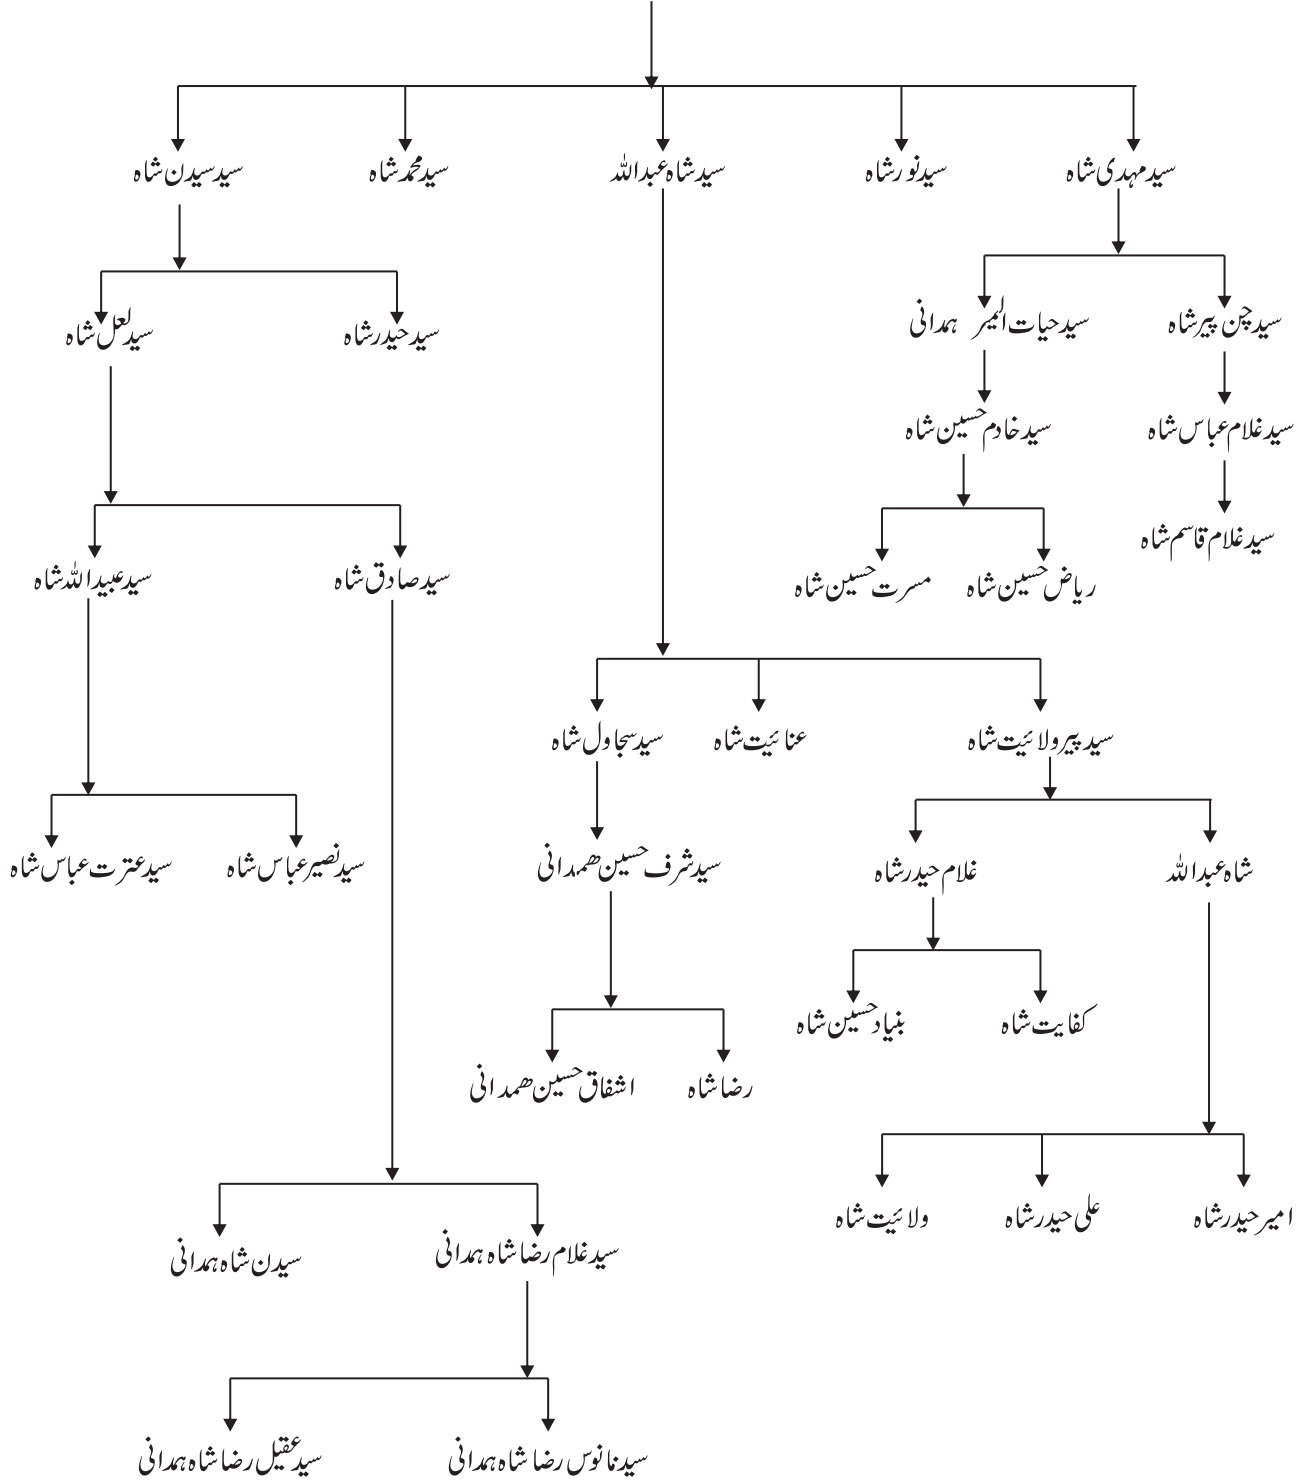 سید مہدی شاہ
سید نور شاہ
سید شاہ عبداللہ
سید محمد شاہ
سید سیدن شاہ
سید چن پیر شاہ
سید حیات المیر ہمدانی
سید حیدر شاہ
سید لعل شاہ
سید غلام عباس شاہ
سید خادم حسین شاہ
سید غلام قاسم شاہ
ریاض حسین شاہ
مسرت حسین شاہ
سید صادق شاہ
سید عبید اللہ شاہ
سید پیر ولائیت شاہ
عنائیت شاہ
سید سجاول شاہ
شاہ عبداللہ
غلام حیدر شاہ
سید شرف حسین ھمدانی
سید نصیر عباس شاہ
سید عترت عباس شاہ
کفایت شاہ
بنیاد حسین شاہ
رضا شاہ
اشفاق حسین ھمدانی
امیر حیدر شاہ
علی حیدر شاہ
ولائیت شاہ
سید غلام رضا شاہ ہمدانی
سیدن شاہ ہمدانی
سید نانوس رضا شاہ ہمدانی
سید عقیل رضا شاہ ہمدانی